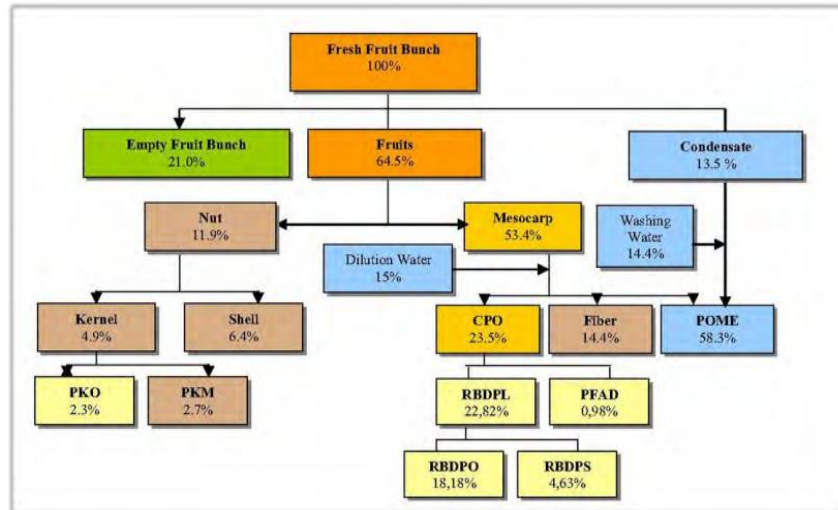 Fresh Fruit Bunch
100%
Empty Fruit Bunch
21.0%
Fruits
64.5%
Condensate
13.5 %
Nut
11.9%
Mesocarp
53.4%
Washing
Water
14.4%
Dilution Water
15%
Kernel
4.9%
Shell
6.4%
CPO
23.5%
Fiber
14.4%
POME
58.3%
PKO
2.3%
PKM
2.7%
RBDPL
22,82%
PFAD
0,98%
RBDPO
18,18%
RBDPS
4,63%